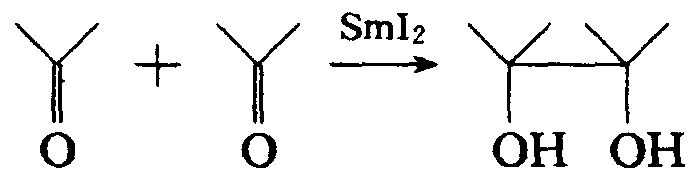 SmI₂
O + O → OH OH